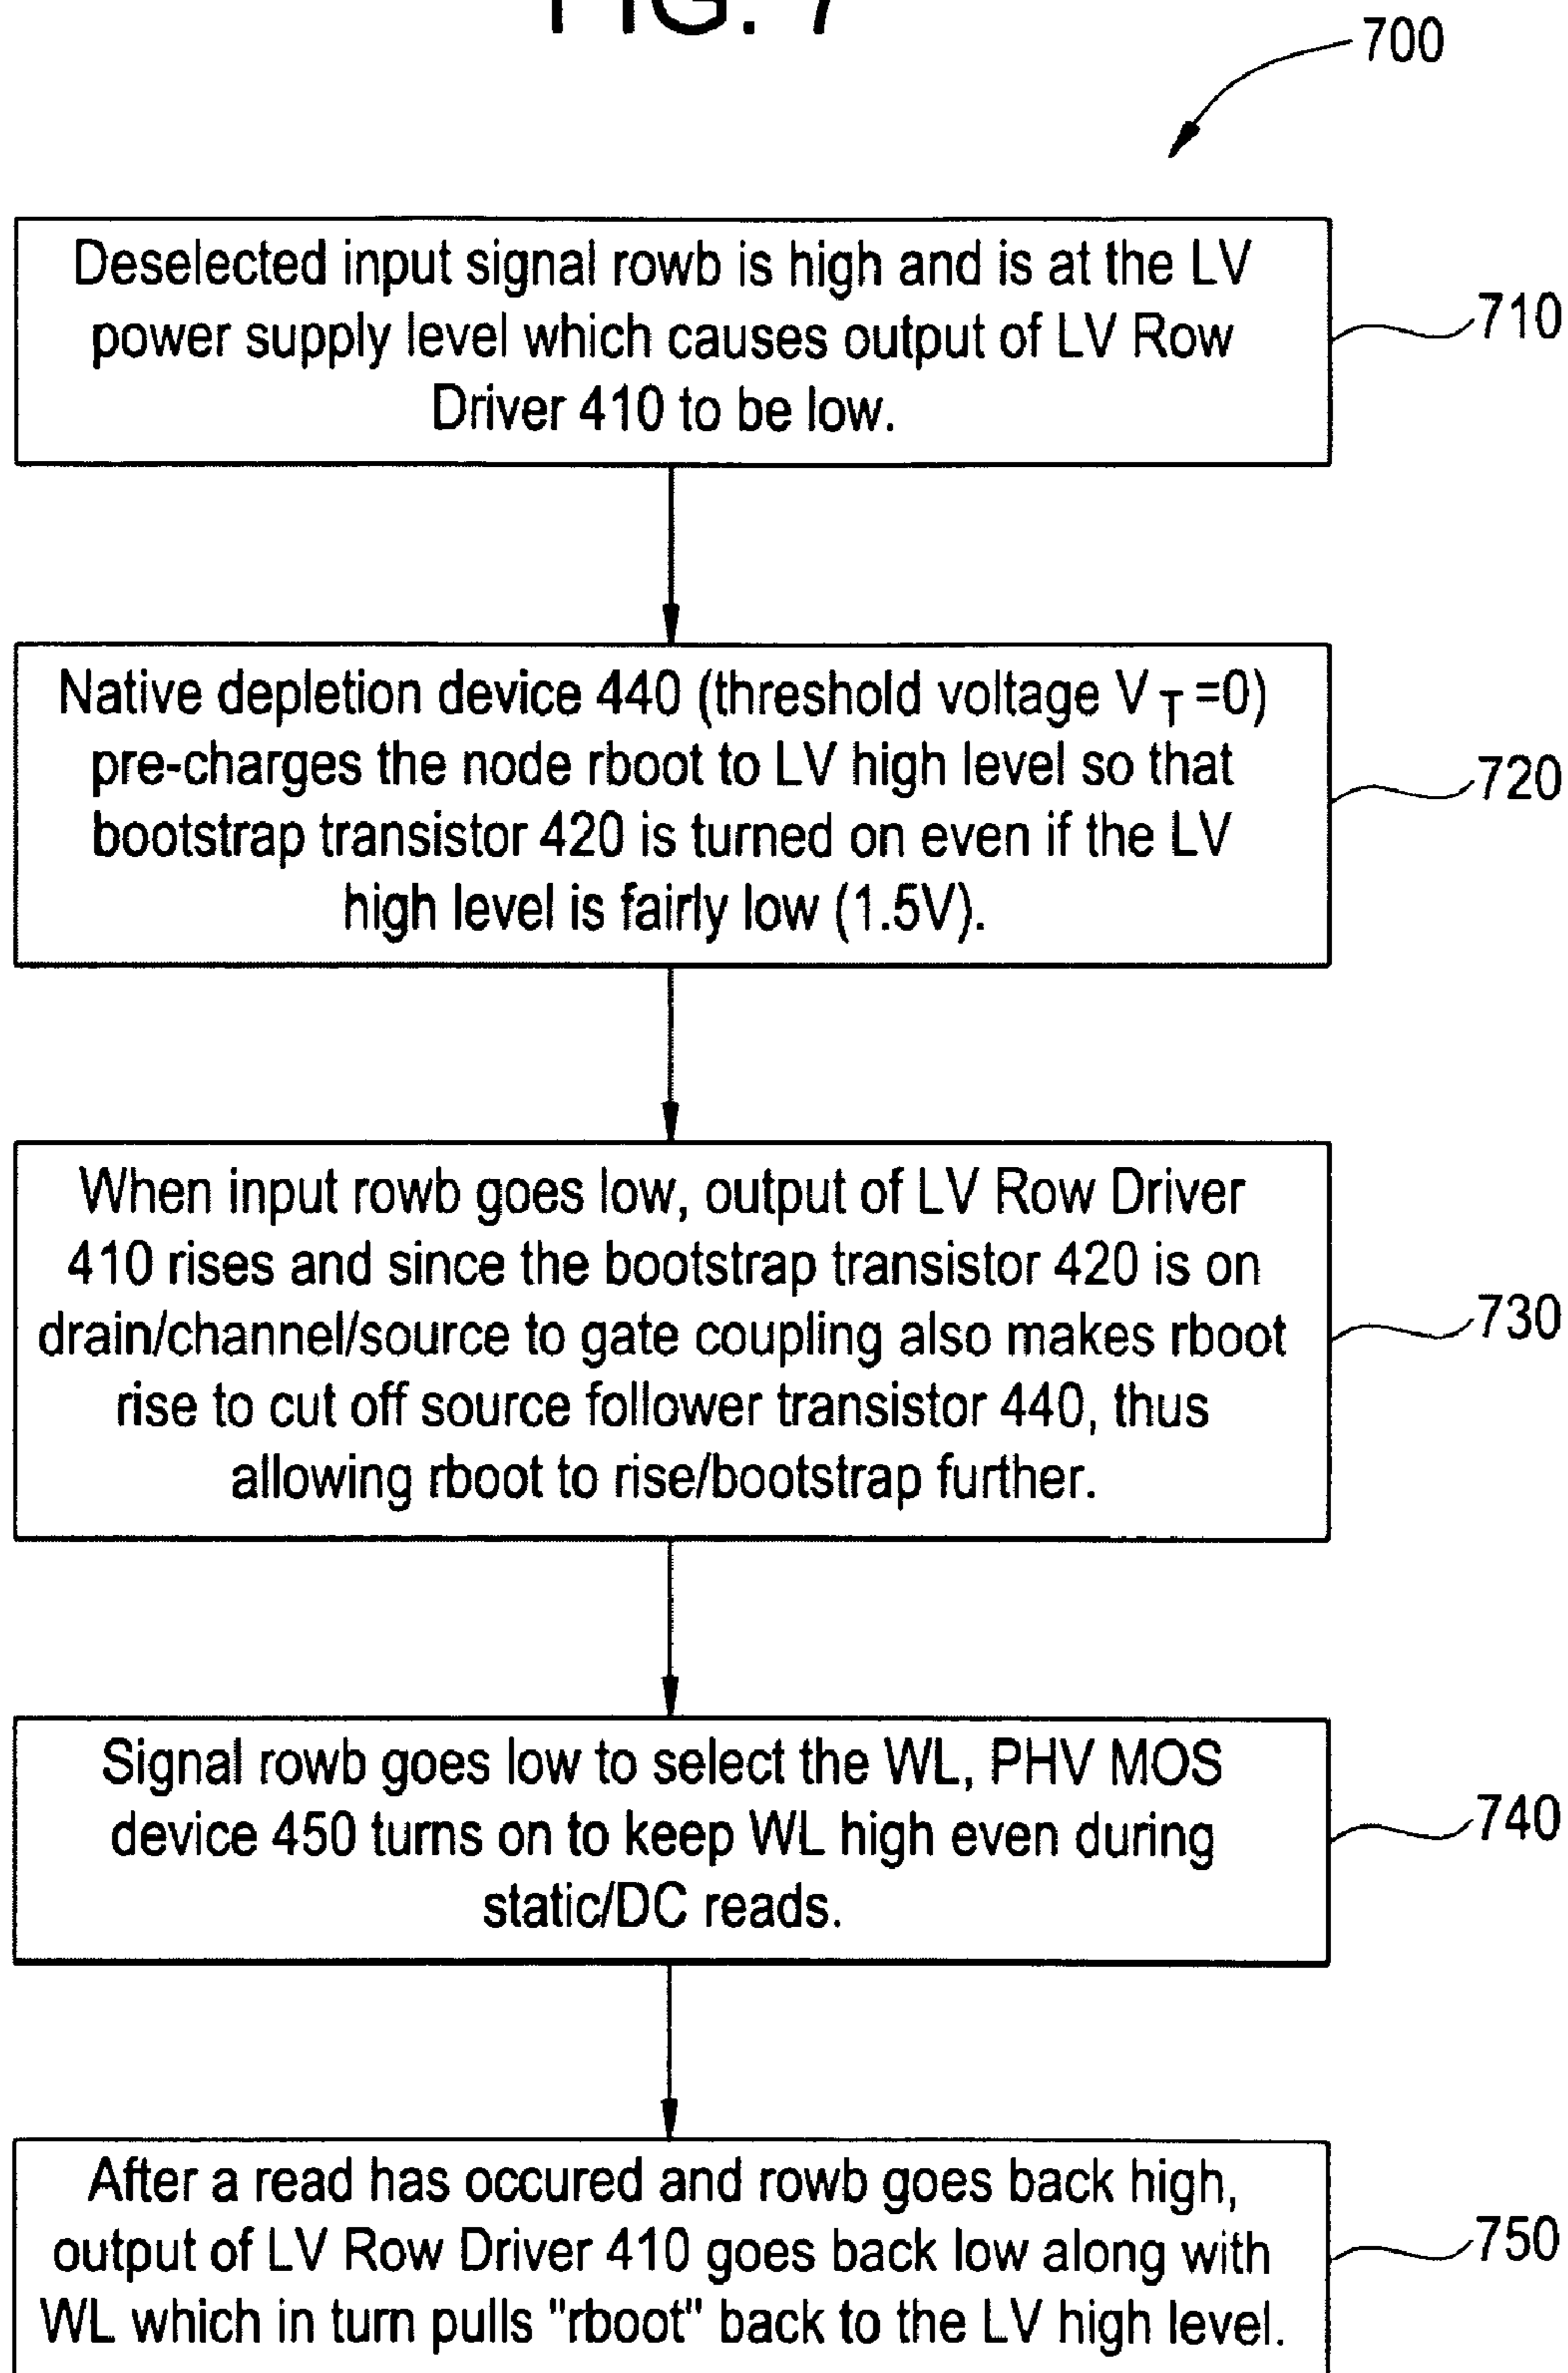 FIG. 7
700
Deselected input signal rowb is high and is at the LV
power supply level which causes output of LV Row
Driver 410 to be low.
710
Native depletion device 440 (threshold voltage V T =0)
pre-charges the node rboot to LV high level so that
bootstrap transistor 420 is turned on even if the LV
high level is fairly low (1.5V).
720
When input rowb goes low, output of LV Row Driver
410 rises and since the bootstrap transistor 420 is on
drain/channel/source to gate coupling also makes rboot
rise to cut off source follower transistor 440, thus
allowing rboot to rise/bootstrap further.
730
Signal rowb goes low to select the WL, PHV MOS
device 450 turns on to keep WL high even during
static/DC reads.
740
After a read has occured and rowb goes back high,
output of LV Row Driver 410 goes back low along with
WL which in turn pulls "rboot" back to the LV high level.
750